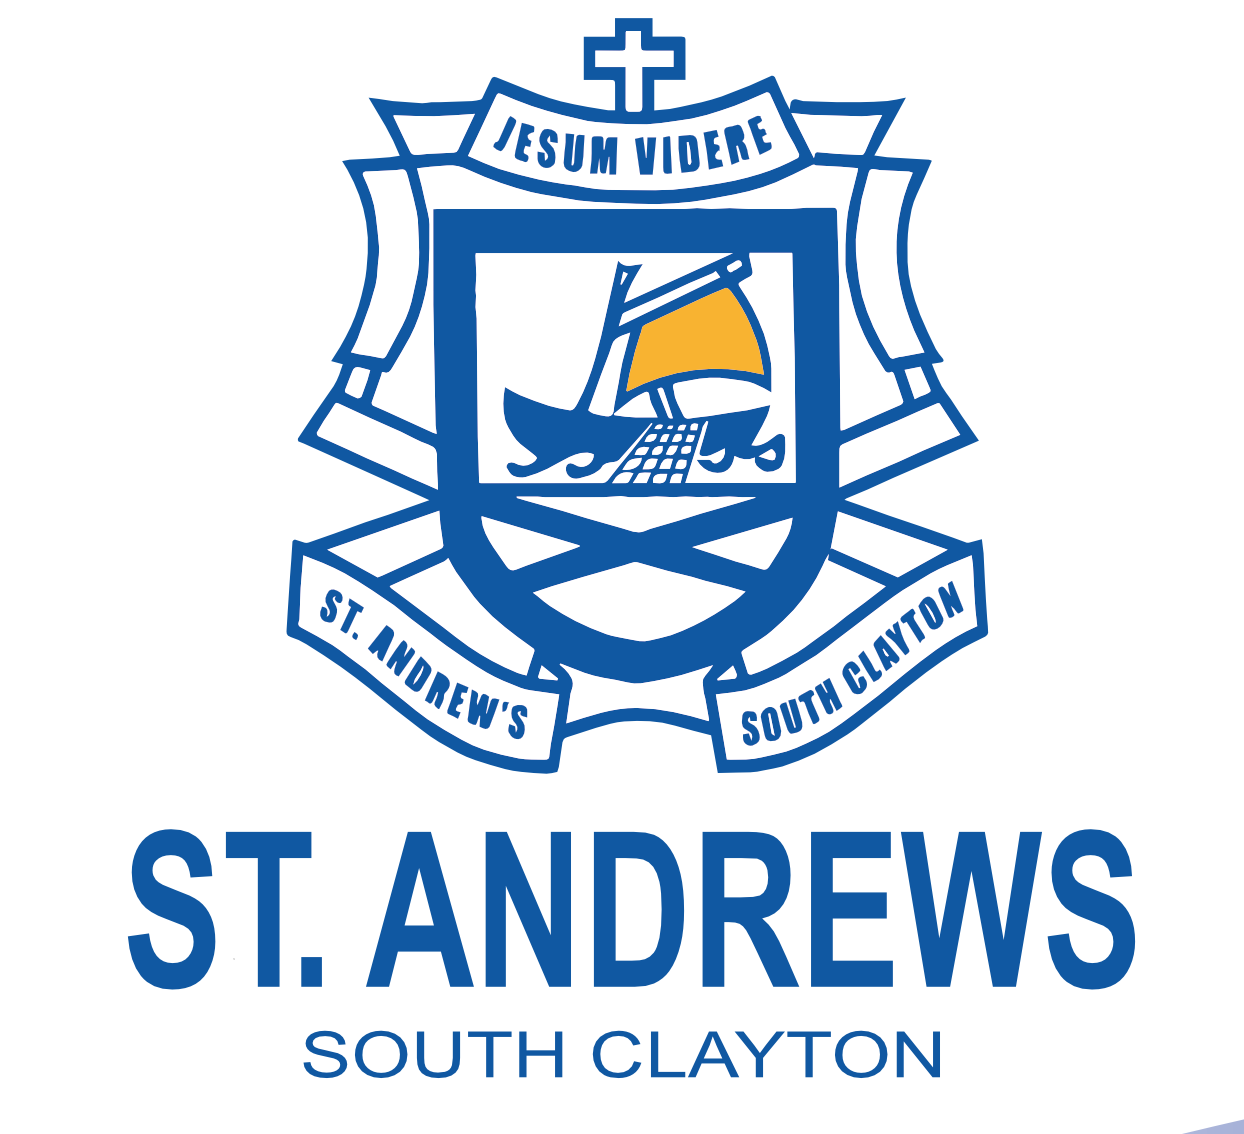 JESUM VIDERE
ST. ANDREW'S
SOUTH CLAYTON
ST. ANDREWS
SOUTH CLAYTON